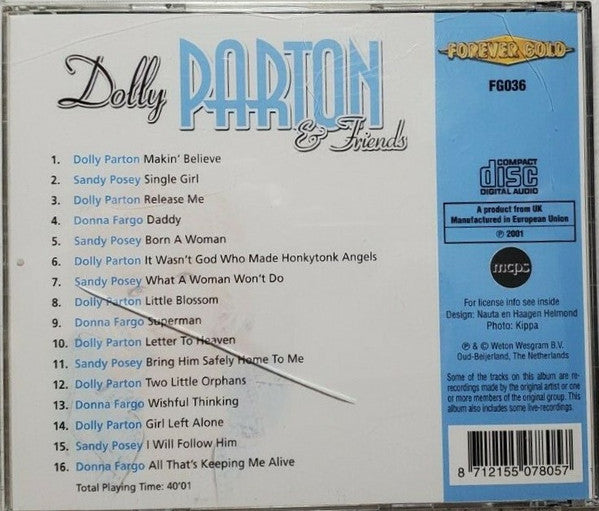 Dolly PARTON
& Friends
1. Dolly Parton Makin' Believe
2. Sandy Posey Single Girl
3. Dolly Parton Release Me
4. Donna Fargo Daddy
5. Sandy Posey Born A Woman
6. Dolly Parton It Wasn't God Who Made Honkytonk Angels
7. Sandy Posey What A Woman Won't Do
8. Dolly Parton Little Blossom
9. Donna Fargo Superman
10. Dolly Parton Letter To Heaven
11. Sandy Posey Bring Him Safely Home To Me
12. Dolly Parton Two Little Orphans
13. Donna Fargo Wishful Thinking
14. Dolly Parton Girl Left Alone
15. Sandy Posey I Will Follow Him
16. Donna Fargo All That's Keeping Me Alive
Total Playing Time: 40'01
FOREVER GOLD
FG036
COMPACT
disc
DIGITAL AUDIO
A product from UK
Manufactured in European Union
℗ 2001
mcps
For license info see inside
Design: Nauta en Haagen Helmond
Photo: Kippa
℗ & © Weton Wesgram B.V.
Oud-Beijerland, The Netherlands
Some of the tracks on this album are re-
recordings made by the original artist or one
or more members of the original group. This
album also includes some live-recordings.
8 712155 078057